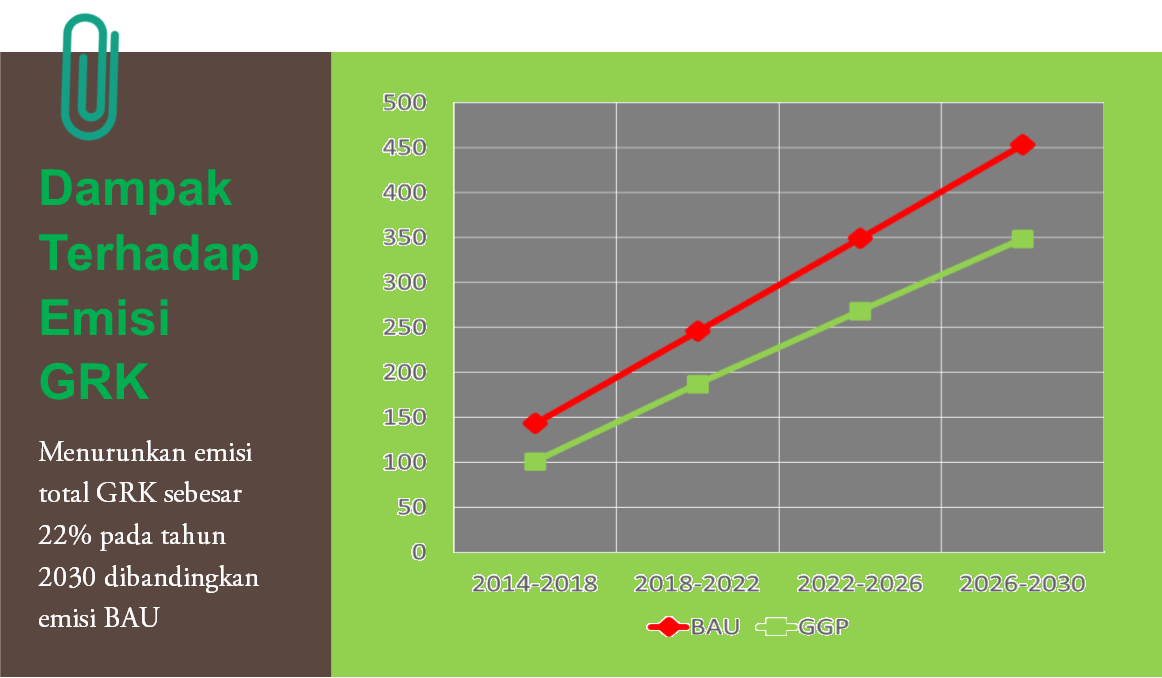 Dampak
Terhadap
Emisi
GRK
Menurunkan emisi
total GRK sebesar
22% pada tahun
2030 dibandingkan
emisi BAU
500
450
400
350
300
250
200
150
100
50
0
2014-2018 2018-2022 2022-2026 2026-2030
BAU GGP